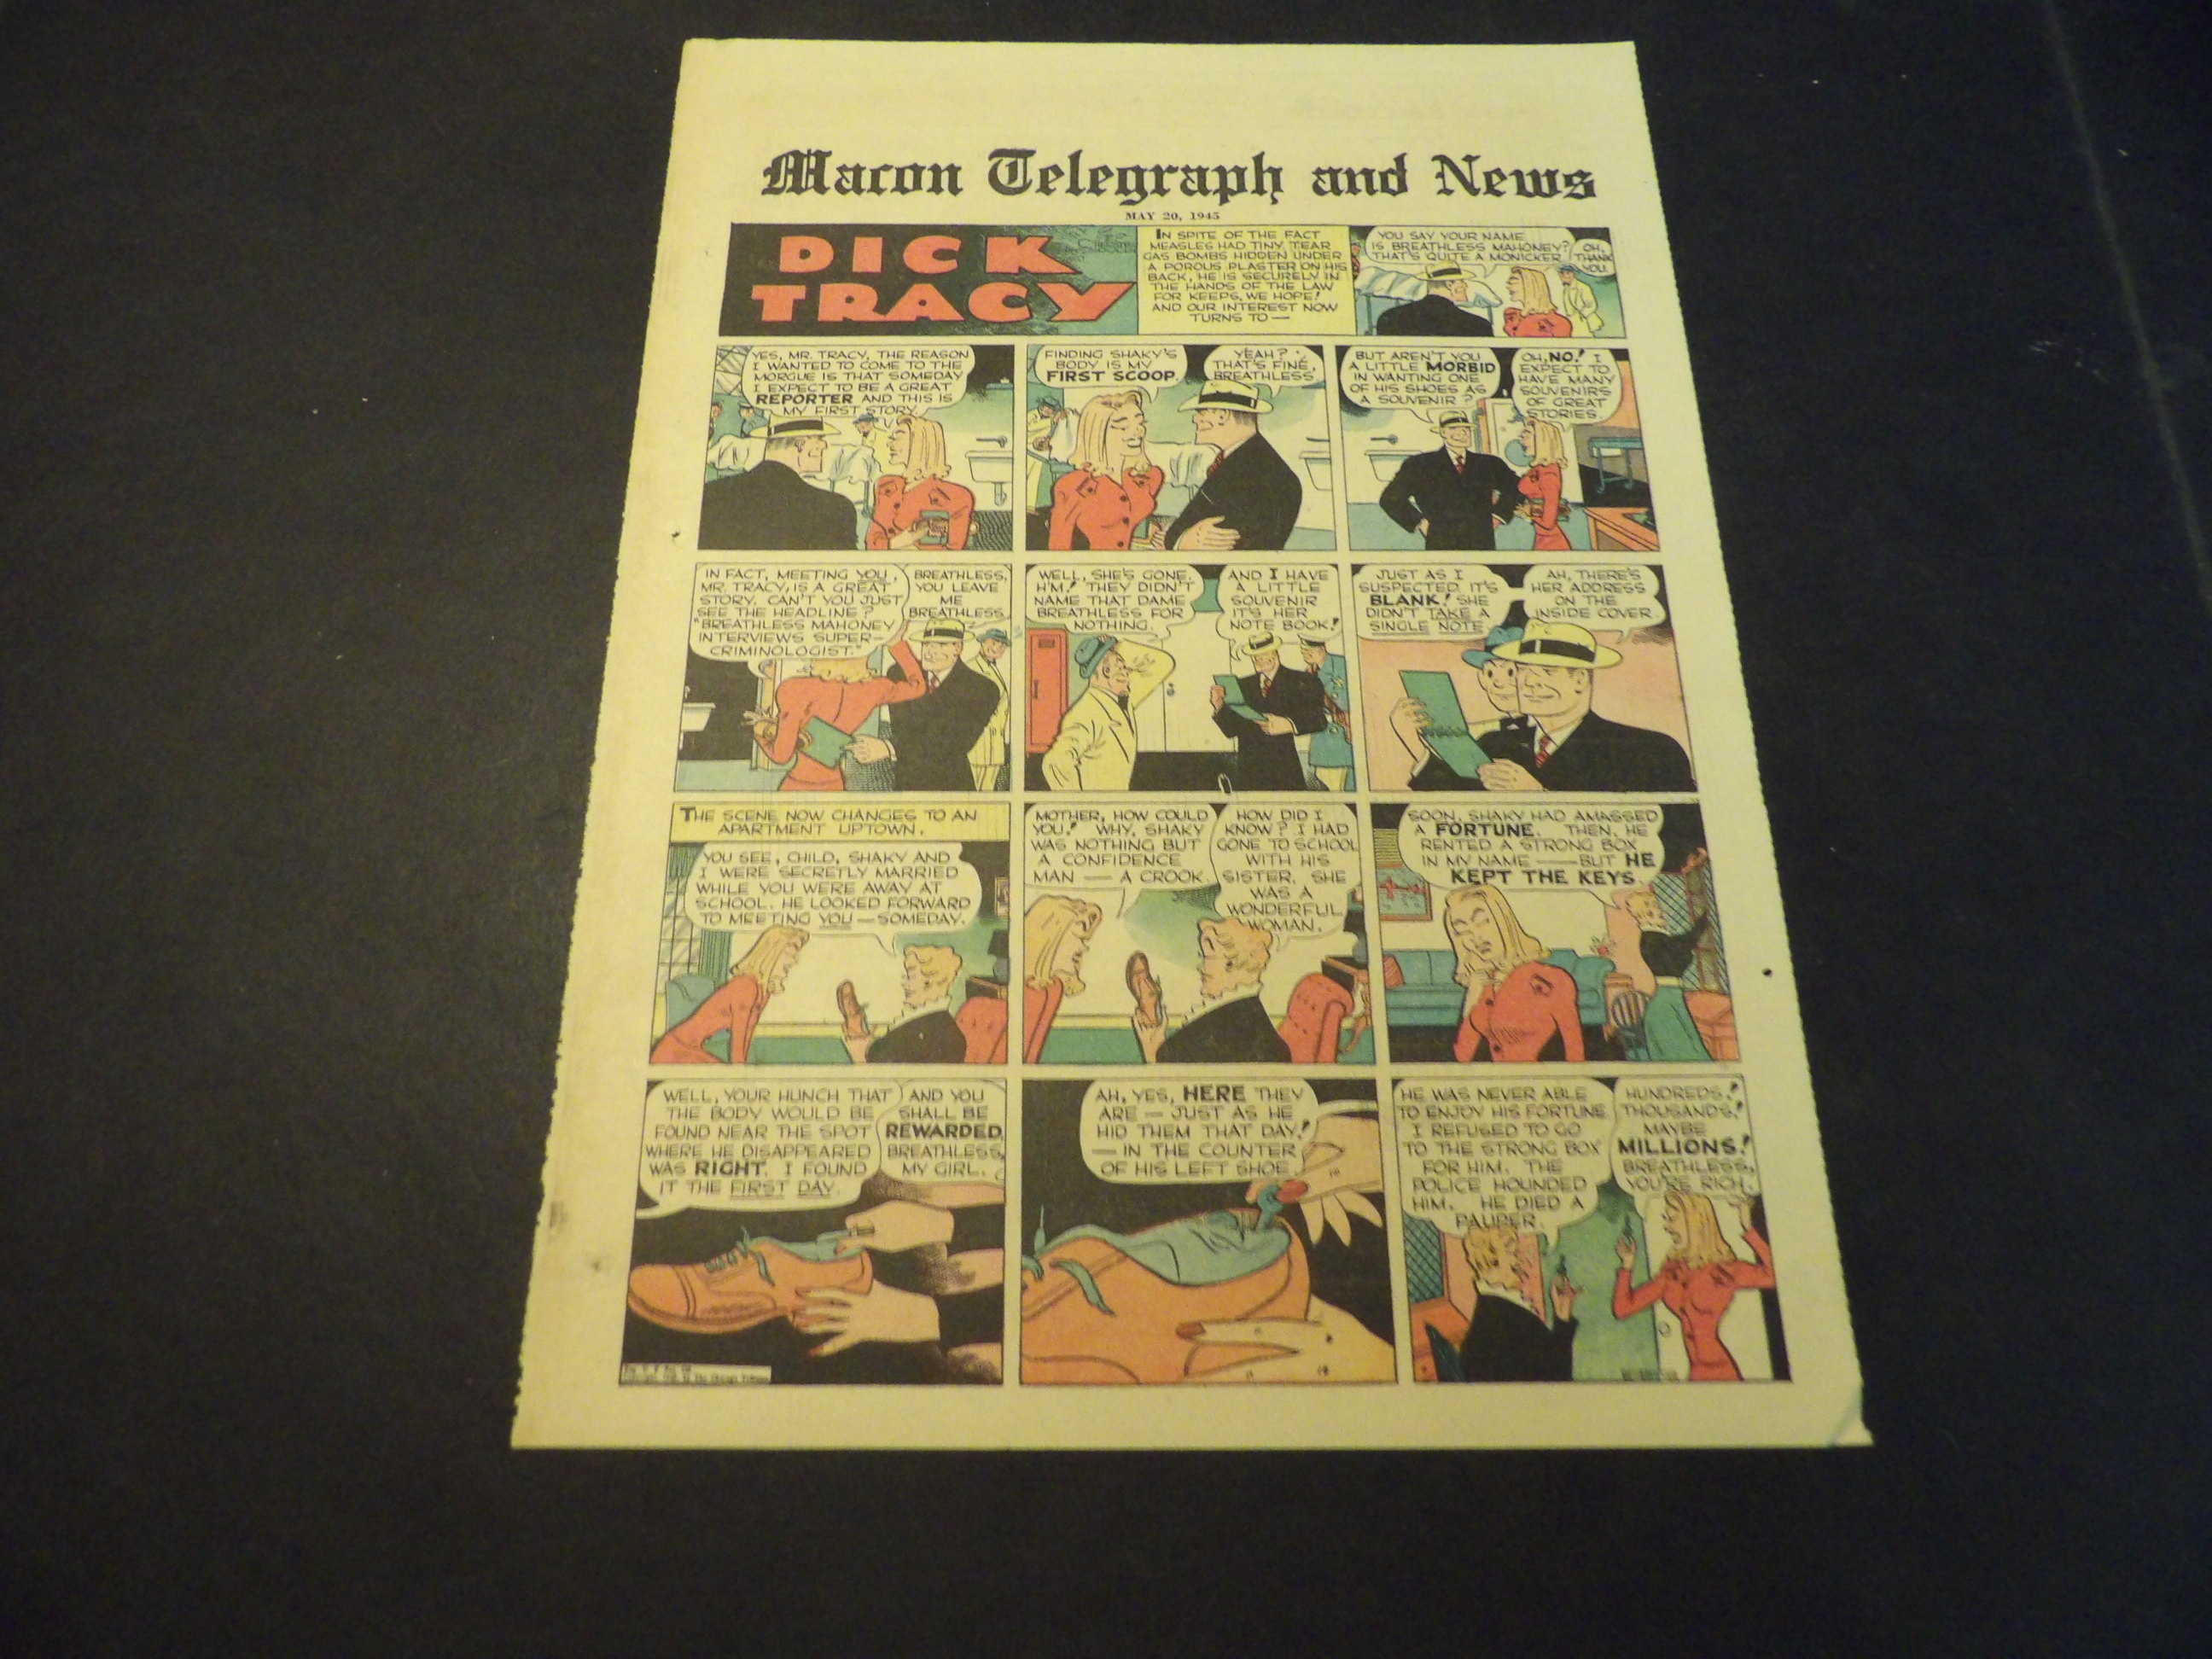 Macon Telegraph and News
MAY 20, 1945
DICK
TRACY
IN SPITE OF THE FACT
MEASLES HAD TINY TEAR
GAS BOMBS HIDDEN UNDER
A POROUS PLASTER ON HIS
BACK, HE IS SECURELY IN
THE HANDS OF THE LAW
FOR KEEPS, WE HOPE!
AND OUR INTEREST NOW
TURNS TO —
YOU SAY YOUR NAME
IS BREATHLESS MAHONEY?
THAT'S QUITE A MONICKER.
OH,
THANK
YOU.
YES, MR. TRACY, THE REASON
I WANTED TO COME TO THE
MORGUE IS THAT SOMEDAY
I EXPECT TO BE A GREAT
REPORTER AND THIS IS
MY FIRST STORY.
FINDING SHAKY'S
BODY IS MY
FIRST SCOOP.
YEAH?
THAT'S FINE,
BREATHLESS.
BUT AREN'T YOU
A LITTLE MORBID
IN WANTING ONE
OF HIS SHOES AS
A SOUVENIR?
OH, NO! I
EXPECT TO
HAVE MANY
SOUVENIRS
OF GREAT
STORIES.
IN FACT, MEETING YOU,
MR. TRACY, IS A GREAT
STORY. CAN'T YOU JUST
SEE THE HEADLINE?
"BREATHLESS MAHONEY
INTERVIEWS SUPER-
CRIMINOLOGIST."
BREATHLESS,
YOU LEAVE
ME
BREATHLESS.
WELL, SHE'S GONE.
H'M! THEY DIDN'T
NAME THAT DAME
BREATHLESS FOR
NOTHING.
AND I HAVE
A LITTLE
SOUVENIR
IT'S HER
NOTE BOOK!
JUST AS I
SUSPECTED. IT'S
BLANK! SHE
DIDN'T TAKE A
SINGLE NOTE.
AH, THERE'S
HER ADDRESS
ON THE
INSIDE COVER.
THE SCENE NOW CHANGES TO AN
APARTMENT UPTOWN.
YOU SEE, CHILD, SHAKY AND
I WERE SECRETLY MARRIED
WHILE YOU WERE AWAY AT
SCHOOL. HE LOOKED FORWARD
TO MEETING YOU — SOMEDAY.
MOTHER, HOW COULD
YOU! WHY, SHAKY
WAS NOTHING BUT
A CONFIDENCE
MAN — A CROOK.
HOW DID I
KNOW? I HAD
GONE TO SCHOOL
WITH HIS
SISTER. SHE
WAS A
WONDERFUL
WOMAN.
SOON, SHAKY HAD AMASSED
A FORTUNE. THEN, HE
RENTED A STRONG BOX
IN MY NAME — BUT HE
KEPT THE KEYS.
WELL, YOUR HUNCH THAT
THE BODY WOULD BE
FOUND NEAR THE SPOT
WHERE HE DISAPPEARED
WAS RIGHT. I FOUND
IT THE FIRST DAY.
AND YOU
SHALL BE
REWARDED,
BREATHLESS,
MY GIRL.
AH, YES, HERE THEY
ARE — JUST AS HE
HID THEM THAT DAY!
— IN THE COUNTER
OF HIS LEFT SHOE.
HE WAS NEVER ABLE
TO ENJOY HIS FORTUNE
I REFUSED TO GO
TO THE STRONG BOX
FOR HIM. THE
POLICE HOUNDED
HIM. HE DIED A
PAUPER.
HUNDREDS!
THOUSANDS!
MAYBE
MILLIONS!
BREATHLESS,
YOU'RE RICH.